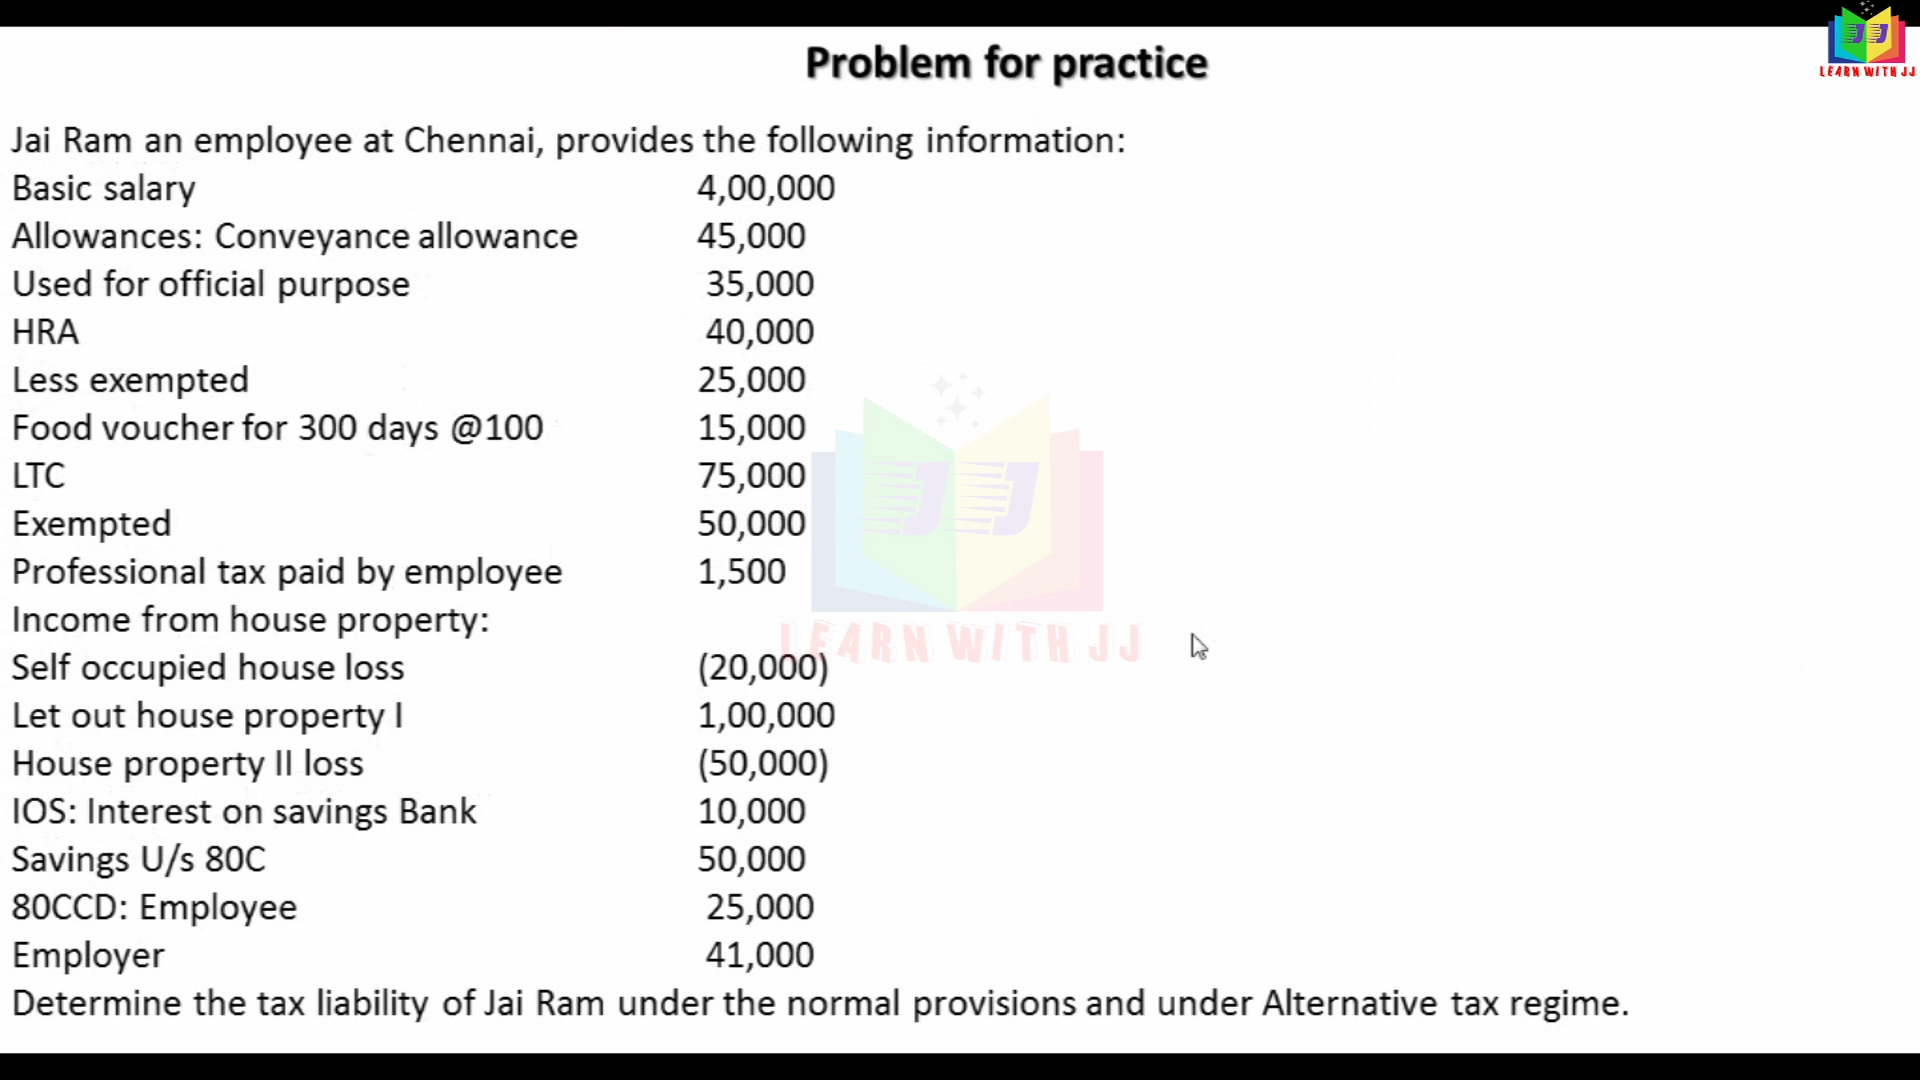 Problem for practice
LEARN WITH JJ
Jai Ram an employee at Chennai, provides the following information:
Basic salary 4,00,000
Allowances: Conveyance allowance 45,000
Used for official purpose 35,000
HRA 40,000
Less exempted 25,000
Food voucher for 300 days @100 15,000
LTC 75,000
Exempted 50,000
Professional tax paid by employee 1,500
Income from house property:
LEARN WITH JJ
Self occupied house loss (20,000)
Let out house property I 1,00,000
House property II loss (50,000)
IOS: Interest on savings Bank 10,000
Savings U/s 80C 50,000
80CCD: Employee 25,000
Employer 41,000
Determine the tax liability of Jai Ram under the normal provisions and under Alternative tax regime.